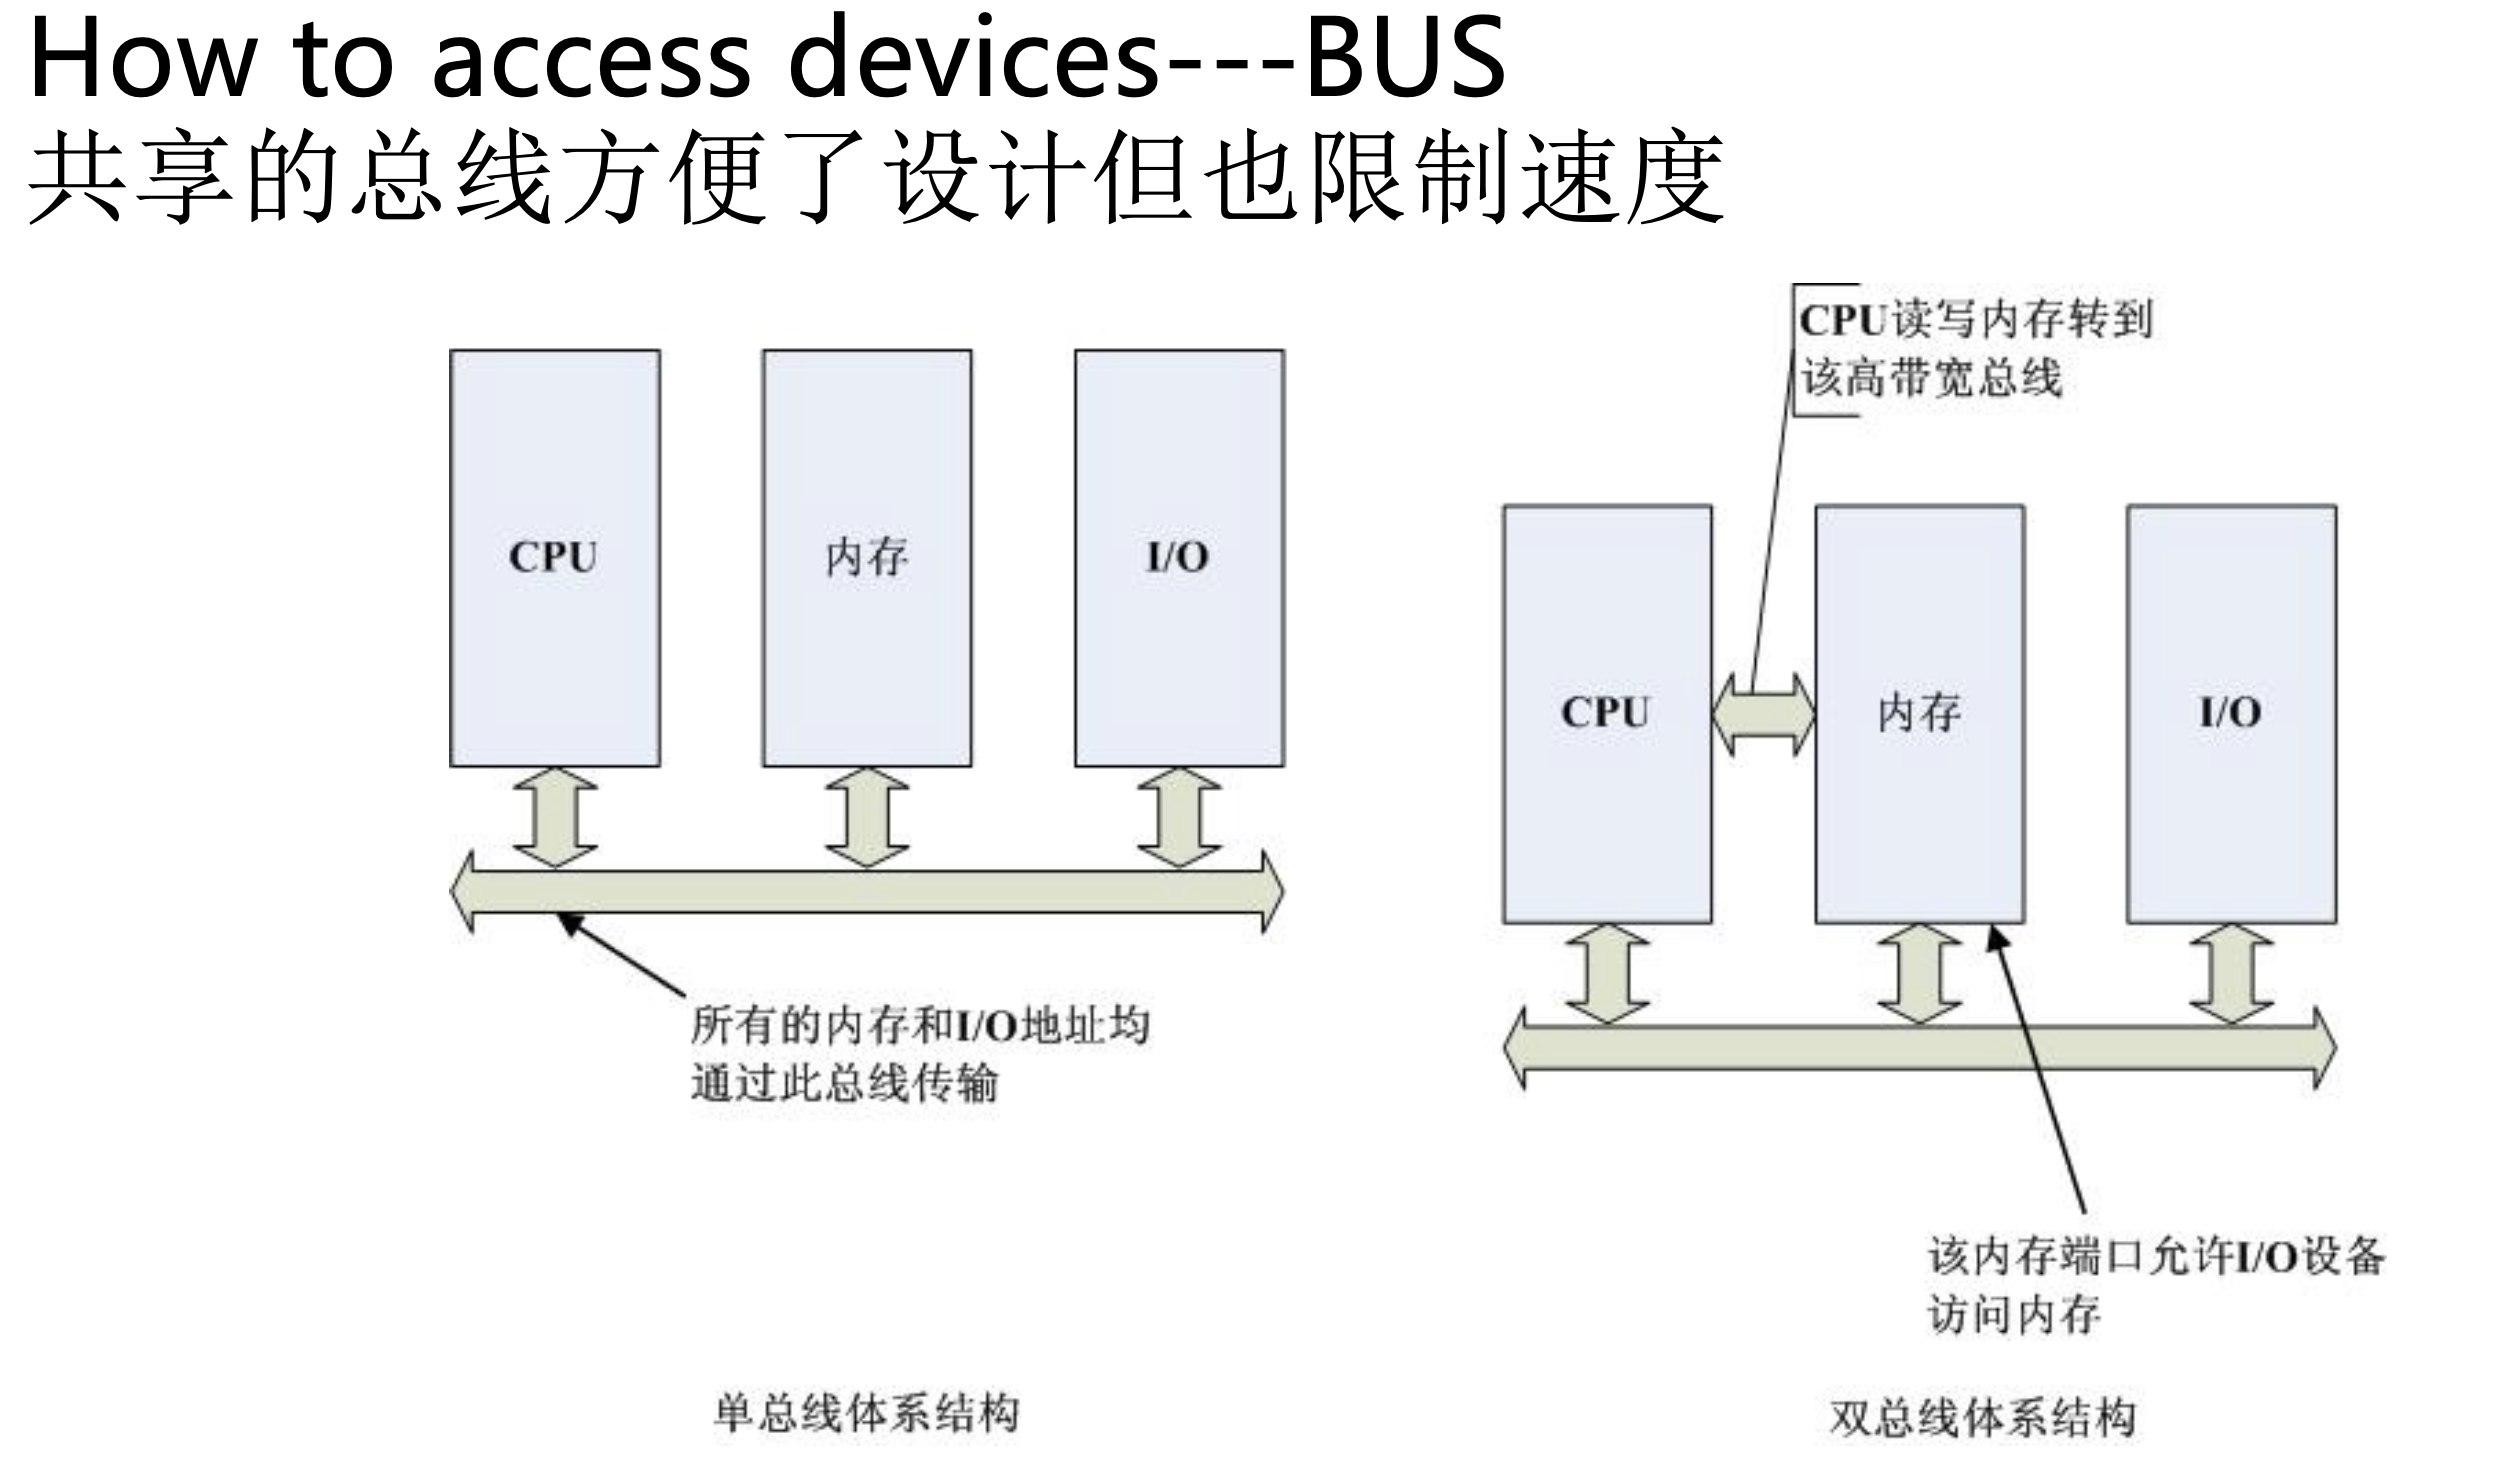 How to access devices---BUS
共享的总线方便了设计但也限制速度
CPU
内存
I/O
所有的内存和I/O地址均
通过此总线传输
单总线体系结构
CPU读写内存转到
该高带宽总线
CPU
内存
I/O
该内存端口允许I/O设备
访问内存
双总线体系结构